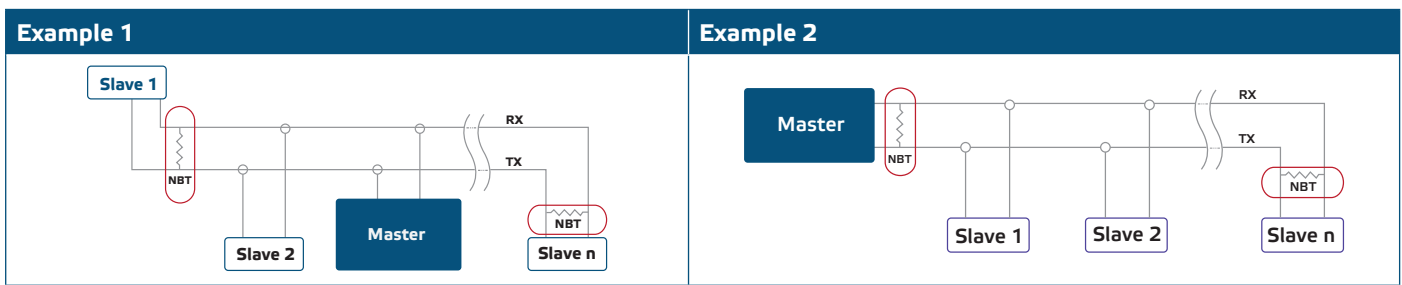 Example 1
Slave 1
RX
TX
NBT
NBT
Master
Slave 2
Slave n
Example 2
RX
Master
TX
NBT
NBT
Slave 1
Slave 2
Slave n